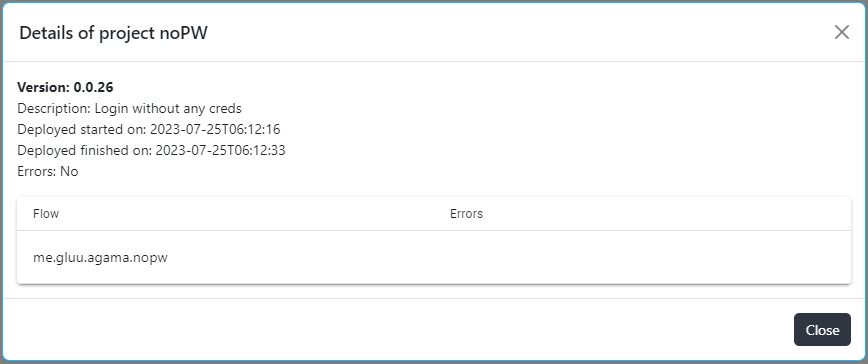 Details of project noPW
Version: 0.0.26
Description: Login without any creds
Deployed started on: 2023-07-25T06:12:16
Deployed finished on: 2023-07-25T06:12:33
Errors: No
Flow Errors
me.gluu.agama.nopw
Close